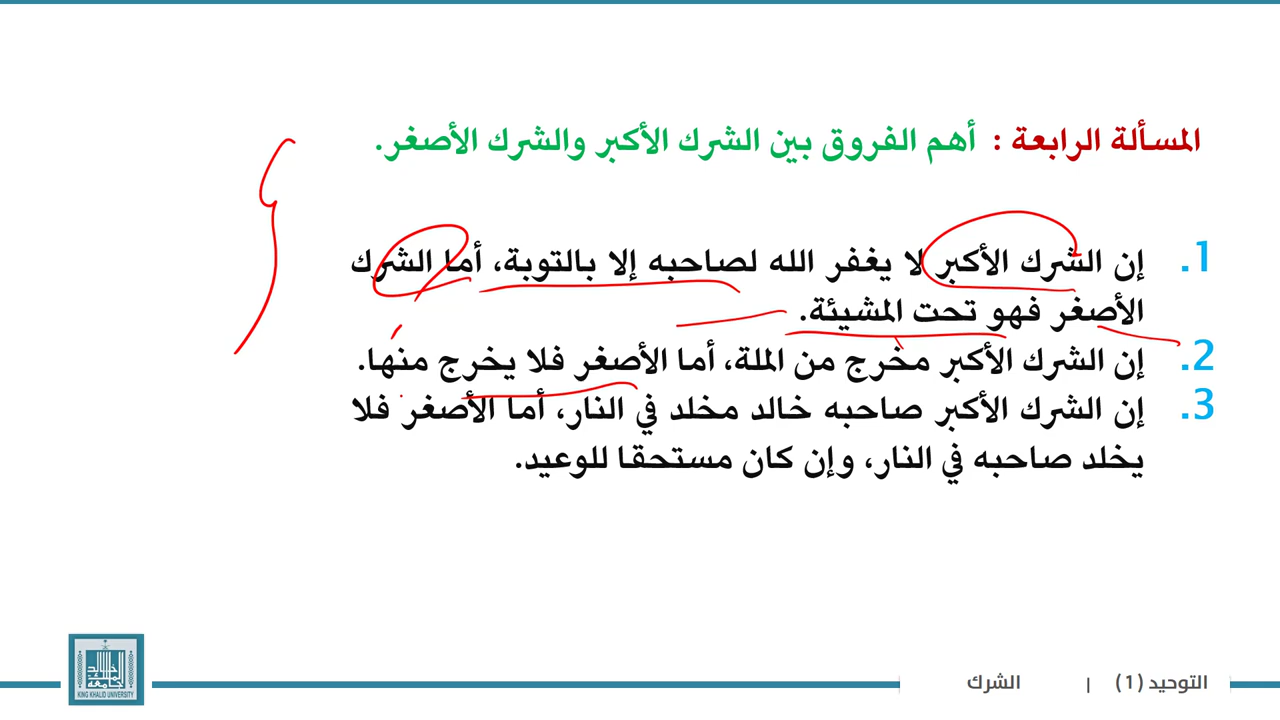 المسألة الرابعة : أهم الفروق بين الشرك الأكبر والشرك الأصغر.
1. إن الشرك الأكبر لا يغفر الله لصاحبه إلا بالتوبة، أما الشرك
الأصغر فهو تحت المشيئة.
2. إن الشرك الأكبر مخرج من الملة، أما الأصغر فلا يخرج منها.
3. إن الشرك الأكبر صاحبه خالد مخلد في النار، أما الأصغر فلا
يخلد صاحبه في النار، وإن كان مستحقا للوعيد.
التوحيد (1) | الشرك
جامعة الملك خالد
KING KHALID UNIVERSITY